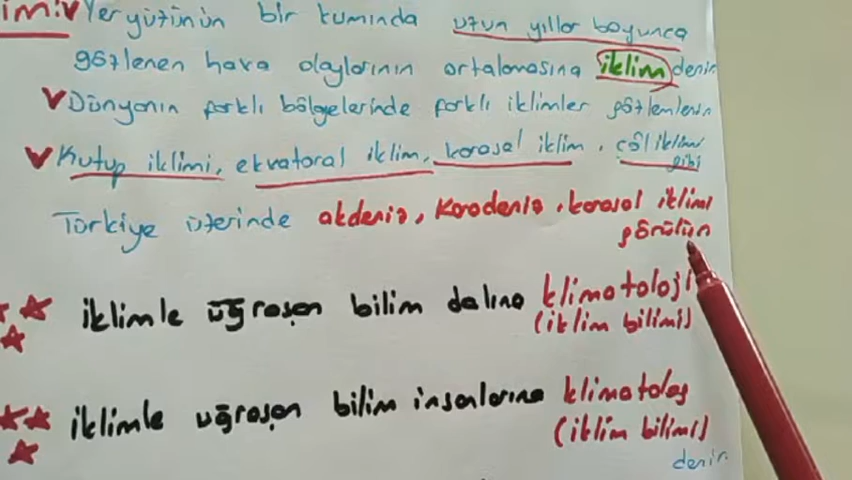 Yeryüzünün bir kısmında uzun yıllar boyunca
gözlenen hava olaylarının ortalamasına iklim denir
Dünyanın farklı bölgelerinde farklı iklimler gözlemlenir
Kutup iklimi, ekvatoral iklim, karasal iklim, çöl iklimi
gibi
Türkiye üzerinde akdeniz, Karadeniz, karasal iklimi
görülür
iklimle uğraşan bilim dalına klimatoloji
(iklim bilimi)
iklimle uğraşan bilim insanlarına klimatolog
(iklim bilimi)
denir.